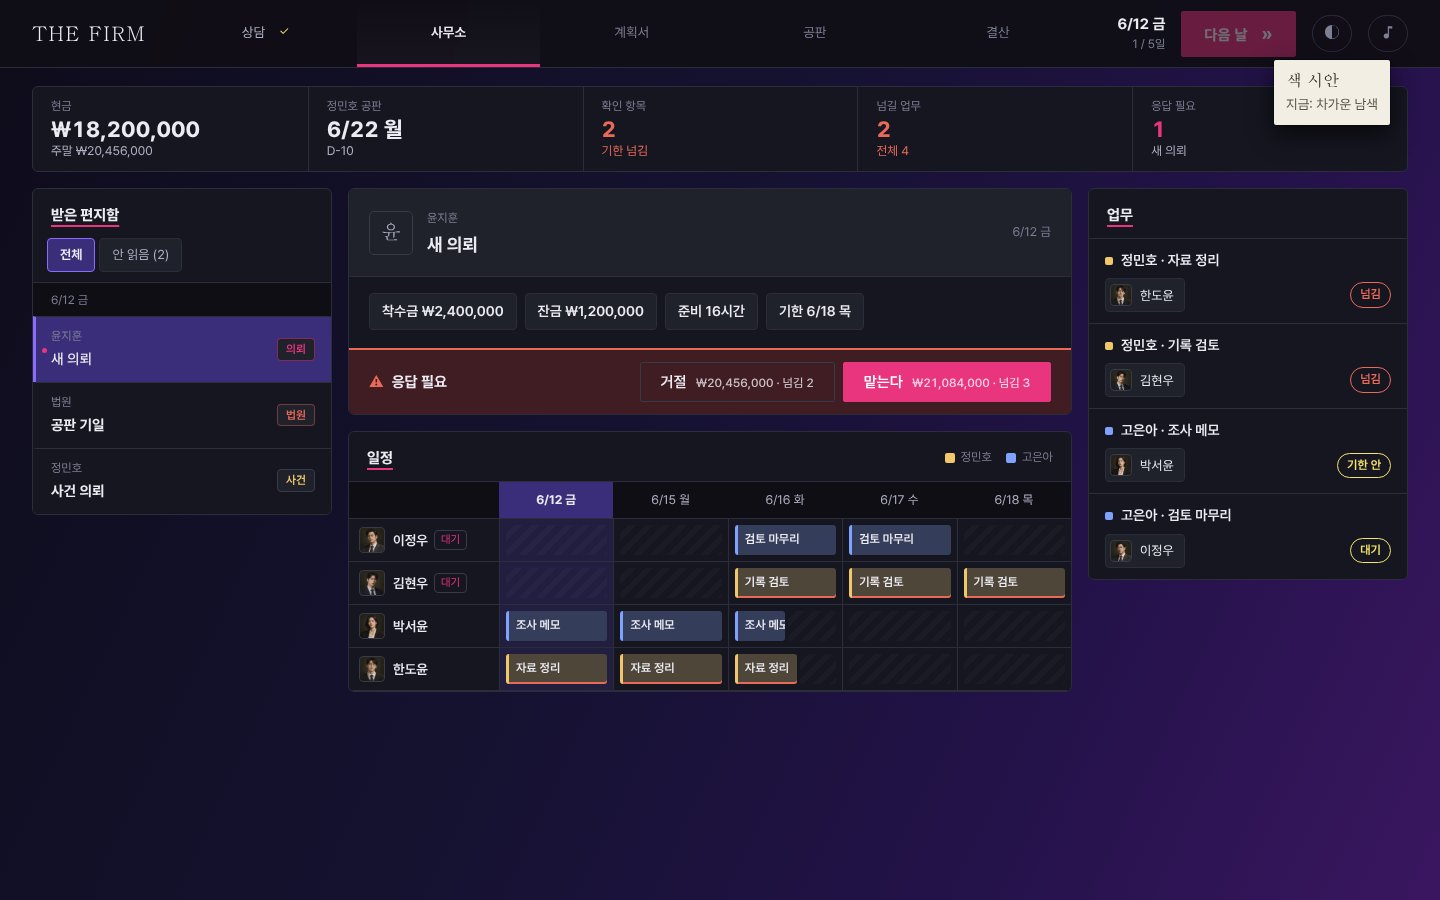 THE FIRM
상담
사무소
계획서
공판
결산
6/12 금
1 / 5일
다음 날 »
색 시안
지금: 차가운 남색
현금
₩18,200,000
주말 ₩20,456,000
정민호 공판
6/22 월
D-10
확인 항목
2
기한 넘김
넘길 업무
2
전체 4
응답 필요
1
새 의뢰
받은 편지함
전체
안 읽음 (2)
6/12 금
윤지훈
새 의뢰
의뢰
법원
공판 기일
법원
정민호
사건 의뢰
사건
윤
윤지훈
새 의뢰
6/12 금
착수금 ₩2,400,000
잔금 ₩1,200,000
준비 16시간
기한 6/18 목
응답 필요
거절 ₩20,456,000 · 넘김 2
맡는다 ₩21,084,000 · 넘김 3
일정
정민호
고은아
6/12 금
6/15 월
6/16 화
6/17 수
6/18 목
이정우 대기
검토 마무리
검토 마무리
김현우 대기
기록 검토
기록 검토
기록 검토
박서윤
조사 메모
조사 메모
조사 메모
한도윤
자료 정리
자료 정리
자료 정리
업무
정민호 · 자료 정리
한도윤
넘김
정민호 · 기록 검토
김현우
넘김
고은아 · 조사 메모
박서윤
기한 안
고은아 · 검토 마무리
이정우
대기